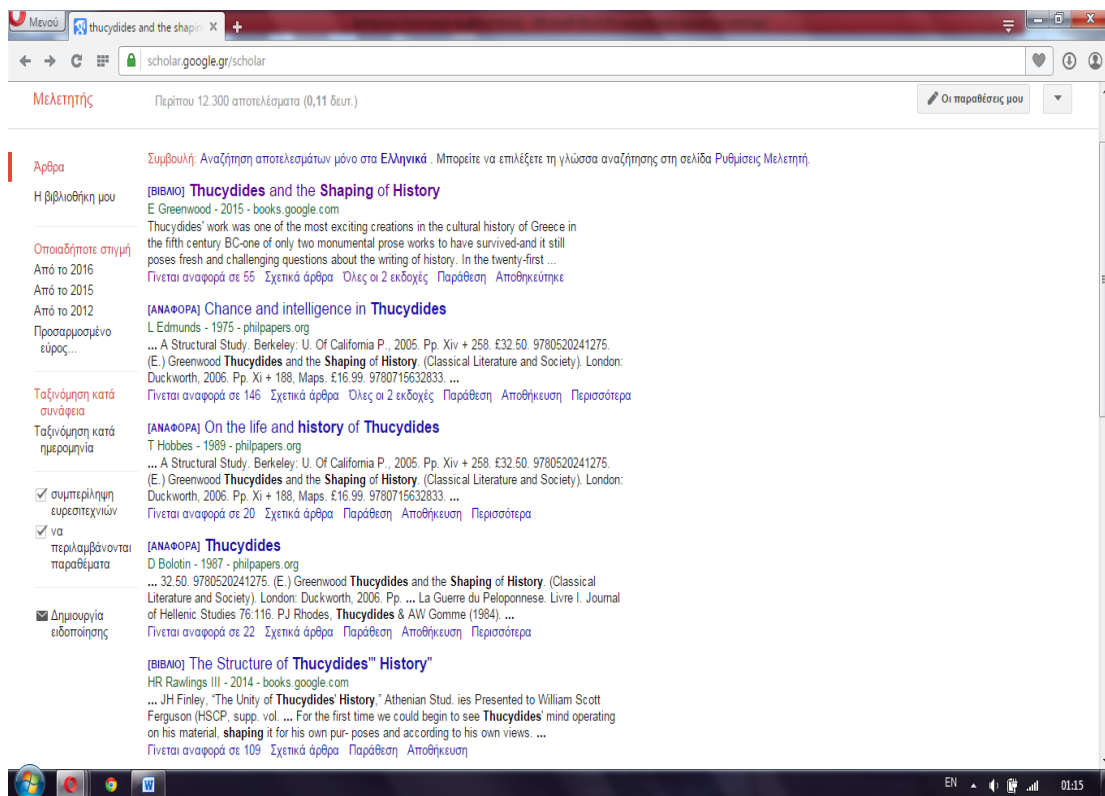 Μενού
thucydides and the shapin
scholar.google.gr/scholar
Μελετητής
Περίπου 12.300 αποτελέσματα (0,11 δευτ.)
Οι παραθέσεις μου
Άρθρα
Η βιβλιοθήκη μου
Οποιαδήποτε στιγμή
Από το 2016
Από το 2015
Από το 2012
Προσαρμοσμένο
εύρος...
Ταξινόμηση κατά
συνάφεια
Ταξινόμηση κατά
ημερομηνία
συμπερίληψη
ευρεσιτεχνιών
να
περιλαμβάνονται
παραθέματα
Δημιουργία
ειδοποίησης
Συμβουλή: Αναζήτηση αποτελεσμάτων μόνο στα Ελληνικά . Μπορείτε να επιλέξετε τη γλώσσα αναζήτησης στη σελίδα Ρυθμίσεις Μελετητή.
[ΒΙΒΛΙΟ] Thucydides and the Shaping of History
E Greenwood - 2015 - books.google.com
Thucydides' work was one of the most exciting creations in the cultural history of Greece in
the fifth century BC-one of only two monumental prose works to have survived-and it still
poses fresh and challenging questions about the writing of history. In the twenty-first ...
Γίνεται αναφορά σε 55 Σχετικά άρθρα Όλες οι 2 εκδοχές Παράθεση Αποθηκεύτηκε
[ΑΝΑΦΟΡΑ] Chance and intelligence in Thucydides
L Edmunds - 1975 - philpapers.org
... A Structural Study. Berkeley: U. Of California P., 2005. Pp. Xiv + 258. £32.50. 9780520241275.
(E.) Greenwood Thucydides and the Shaping of History. (Classical Literature and Society). London:
Duckworth, 2006. Pp. Xi + 188, Maps. £16.99. 9780715632833. ...
Γίνεται αναφορά σε 146 Σχετικά άρθρα Όλες οι 2 εκδοχές Παράθεση Αποθήκευση Περισσότερα
[ΑΝΑΦΟΡΑ] On the life and history of Thucydides
T Hobbes - 1989 - philpapers.org
... A Structural Study. Berkeley: U. Of California P., 2005. Pp. Xiv + 258. £32.50. 9780520241275.
(E.) Greenwood Thucydides and the Shaping of History. (Classical Literature and Society). London:
Duckworth, 2006. Pp. Xi + 188, Maps. £16.99. 9780715632833. ...
Γίνεται αναφορά σε 20 Σχετικά άρθρα Παράθεση Αποθήκευση Περισσότερα
[ΑΝΑΦΟΡΑ] Thucydides
D Bolotin - 1987 - philpapers.org
... 32.50. 9780520241275. (E.) Greenwood Thucydides and the Shaping of History. (Classical
Literature and Society). London: Duckworth, 2006. Pp. ... La Guerre du Peloponnese. Livre I. Journal
of Hellenic Studies 76:116. PJ Rhodes, Thucydides & AW Gomme (1984). ...
Γίνεται αναφορά σε 22 Σχετικά άρθρα Παράθεση Αποθήκευση Περισσότερα
[ΒΙΒΛΙΟ] The Structure of Thucydides'" History"
HR Rawlings III - 2014 - books.google.com
... JH Finley, “The Unity of Thucydides' History,” Athenian Stud. ies Presented to William Scott
Ferguson (HSCP, supp. vol. ... For the first time we could begin to see Thucydides' mind operating
on his material, shaping it for his own pur- poses and according to his own views. ...
Γίνεται αναφορά σε 109 Σχετικά άρθρα Παράθεση Αποθήκευση
EN
01:15